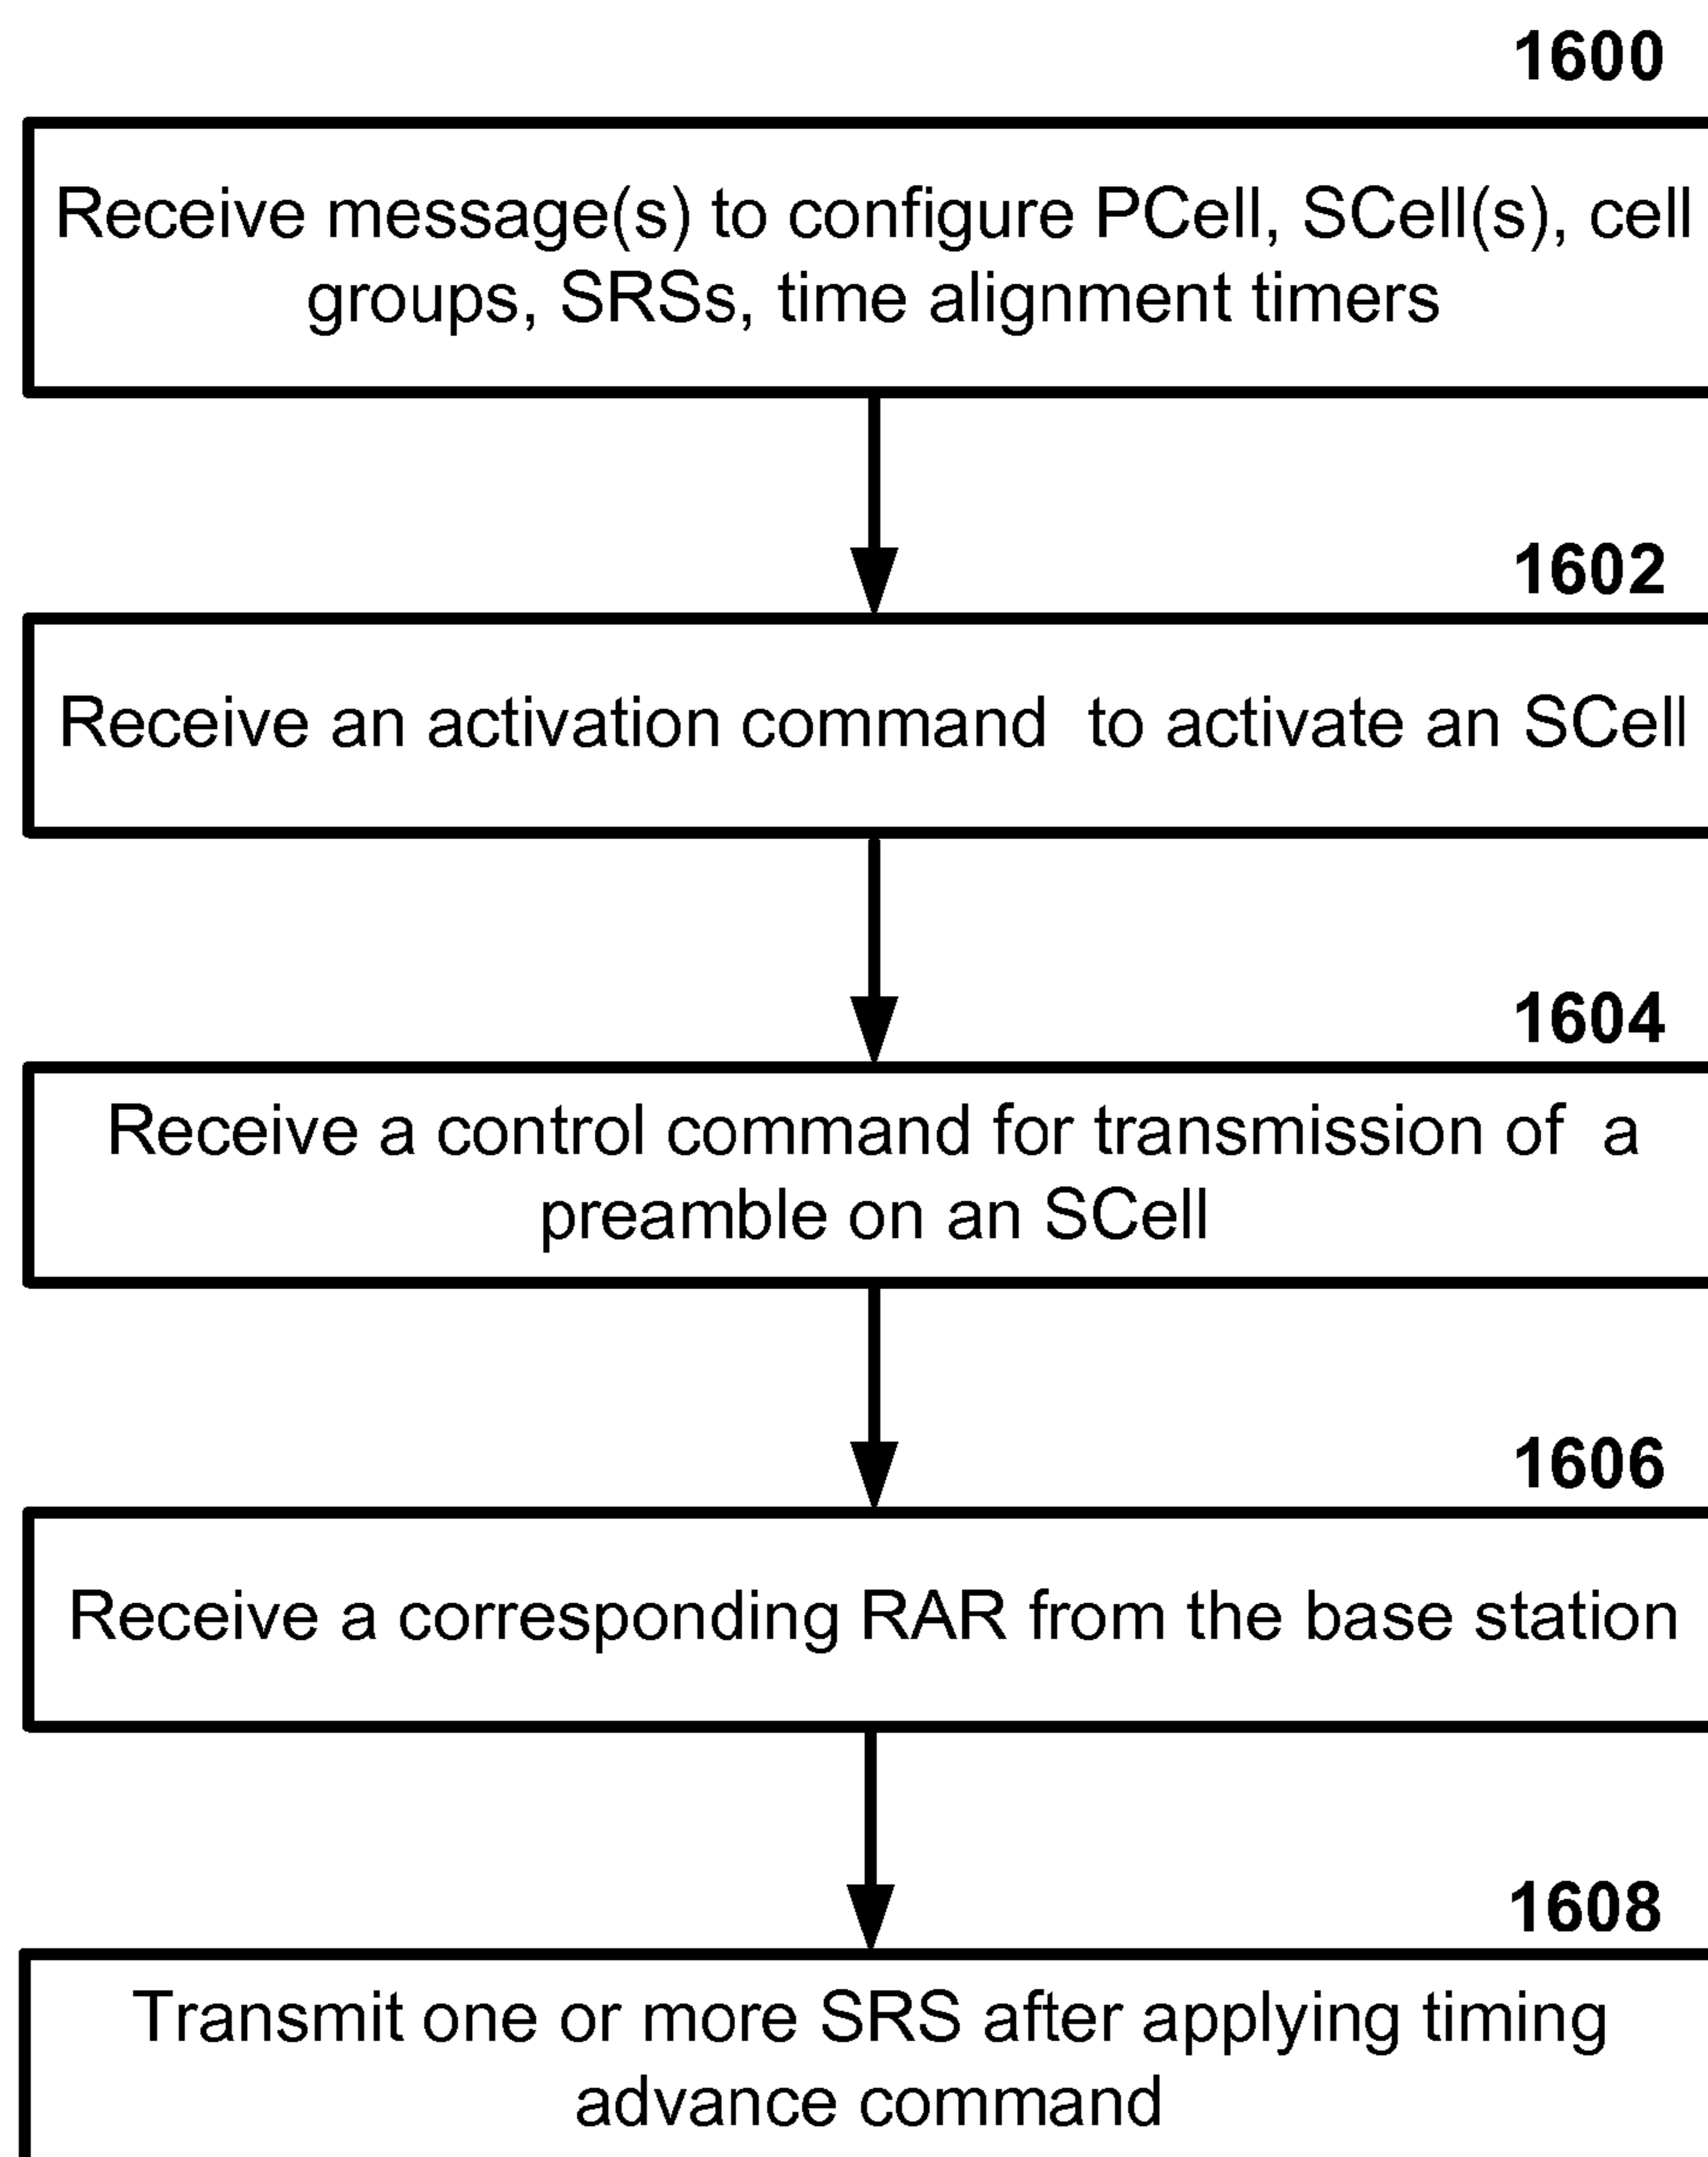 1600
Receive message(s) to configure PCell, SCell(s), cell
groups, SRSs, time alignment timers
1602
Receive an activation command to activate an SCell
1604
Receive a control command for transmission of a
preamble on an SCell
1606
Receive a corresponding RAR from the base station
1608
Transmit one or more SRS after applying timing
advance command